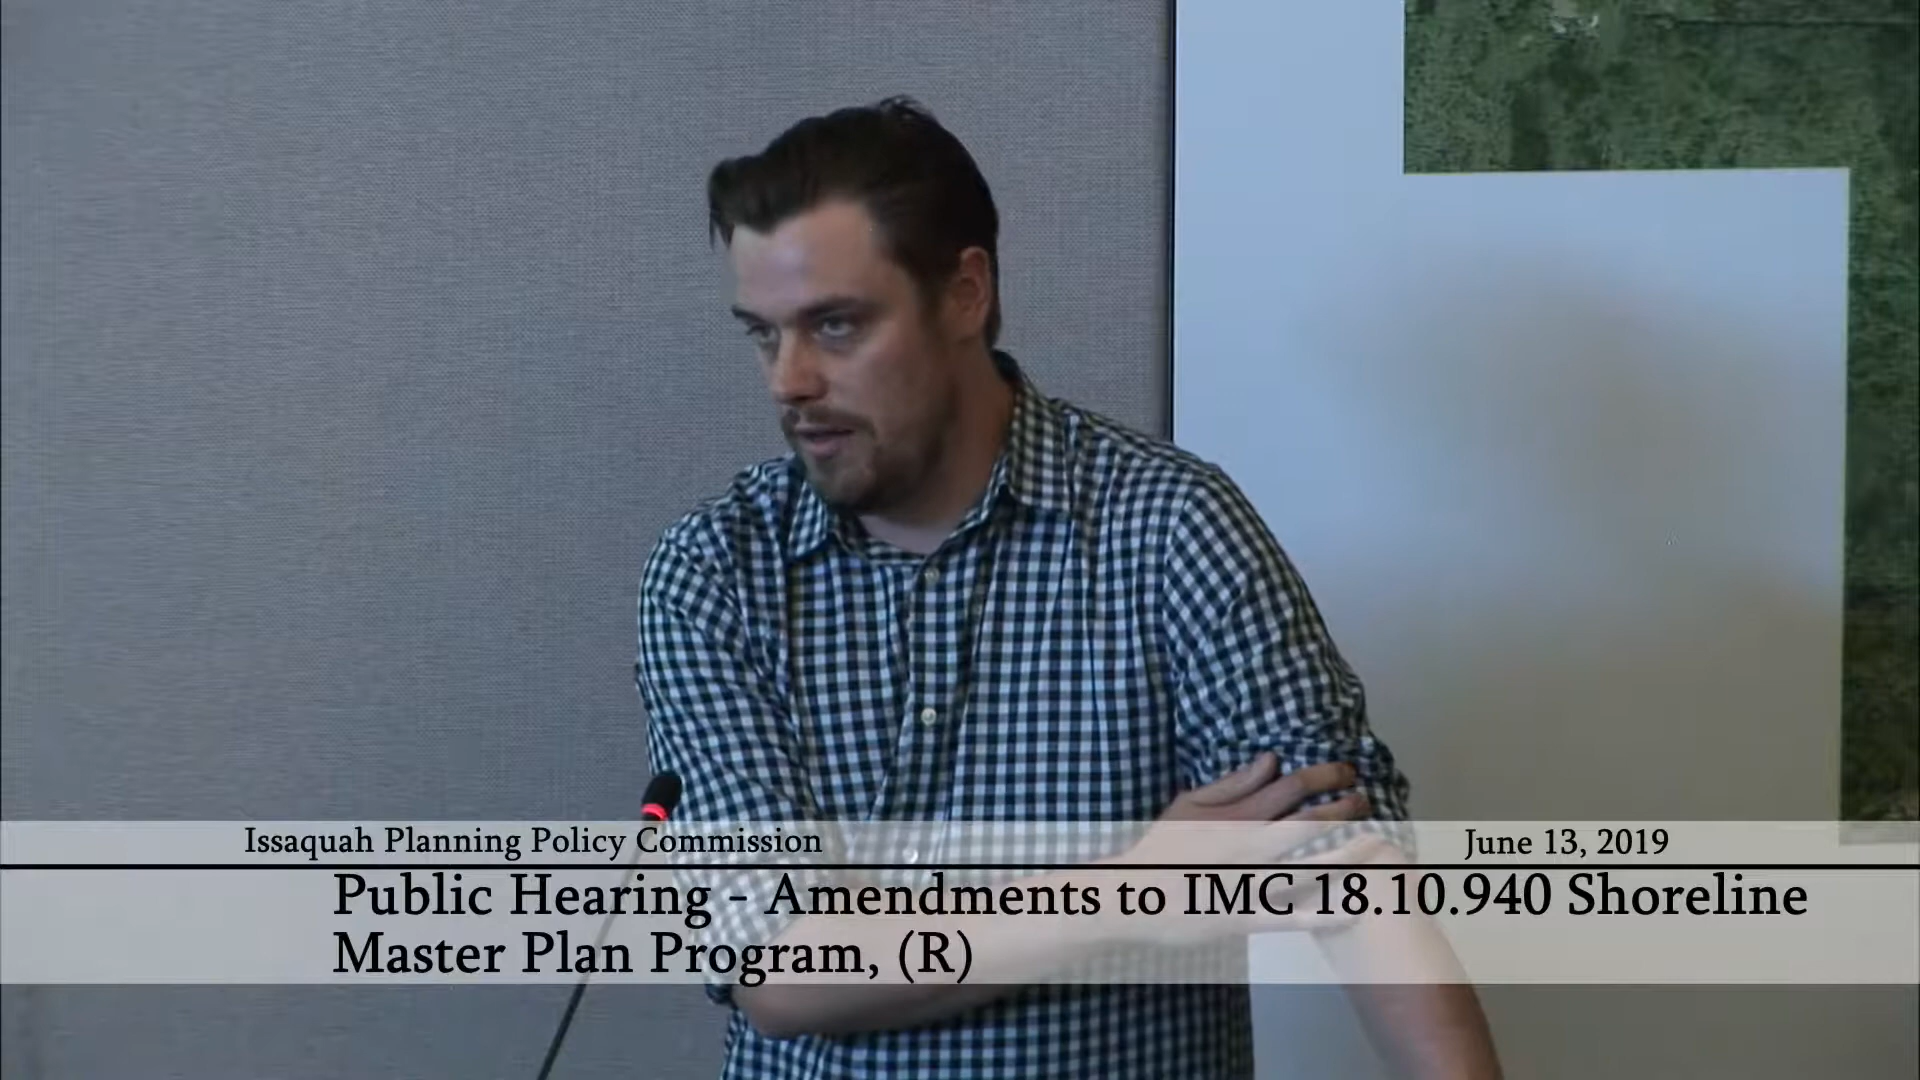 Issaquah Planning Policy Commission
June 13, 2019
Public Hearing - Amendments to IMC 18.10.940 Shoreline
Master Plan Program, (R)